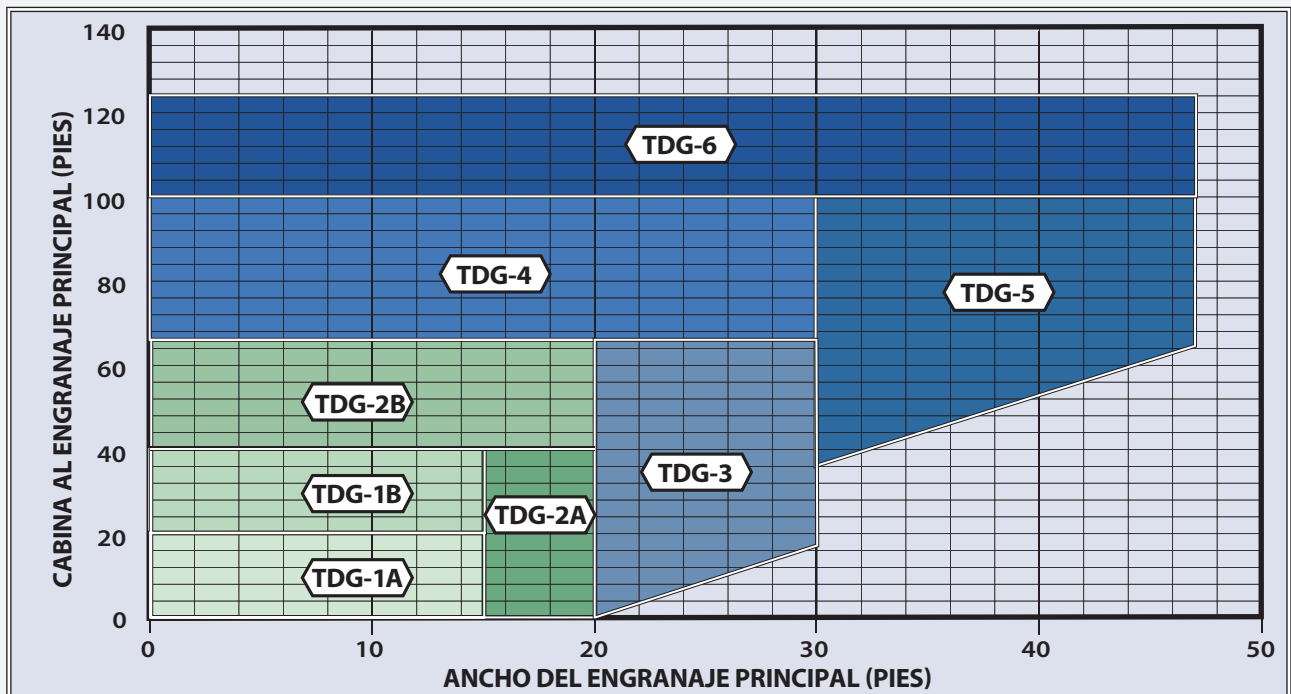 140
120
100
80
60
40
20
0
CABINA AL ENGRANAJE PRINCIPAL (PIES)
TDG-6
TDG-4
TDG-5
TDG-2B
TDG-3
TDG-1B
TDG-2A
TDG-1A
0 10 20 30 40 50
ANCHO DEL ENGRANAJE PRINCIPAL (PIES)